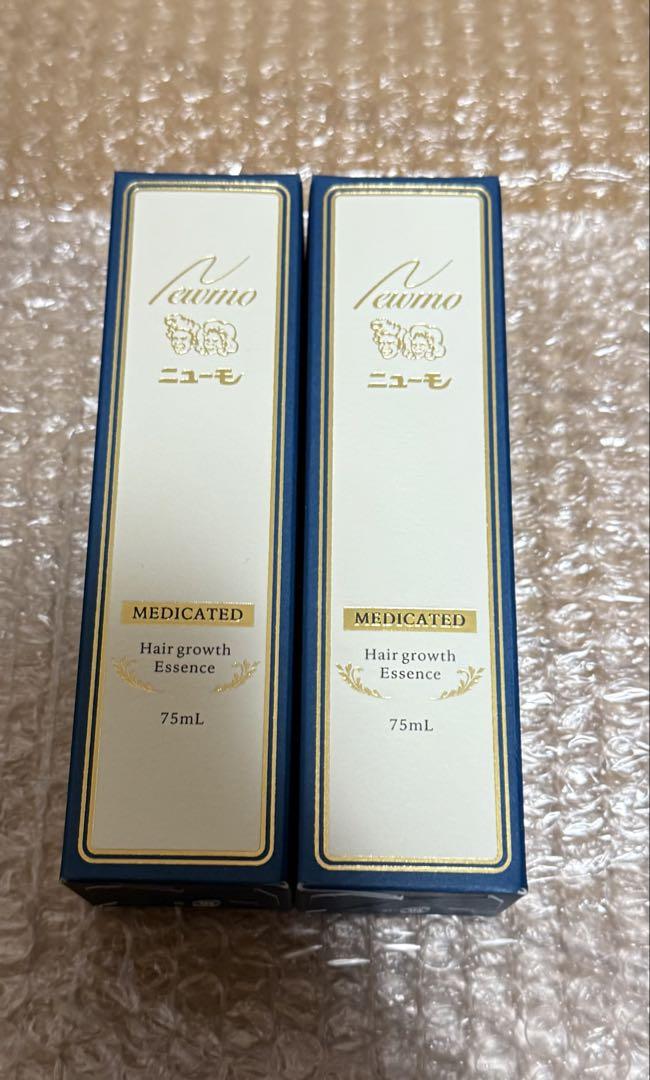 Newmo
ニューモ
MEDICATED
Hair growth
Essence
75mL
Newmo
ニューモ
MEDICATED
Hair growth
Essence
75mL